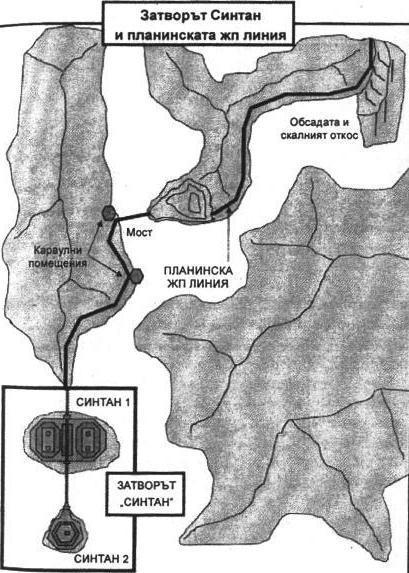 Затворът Синтан
и планинската жп линия
Обсадата и
скалният откос
Мост
Караулни
помещения
ПЛАНИНСКА
ЖП ЛИНИЯ
СИНТАН 1
ЗАТВОРЪТ
„СИНТАН"
СИНТАН 2